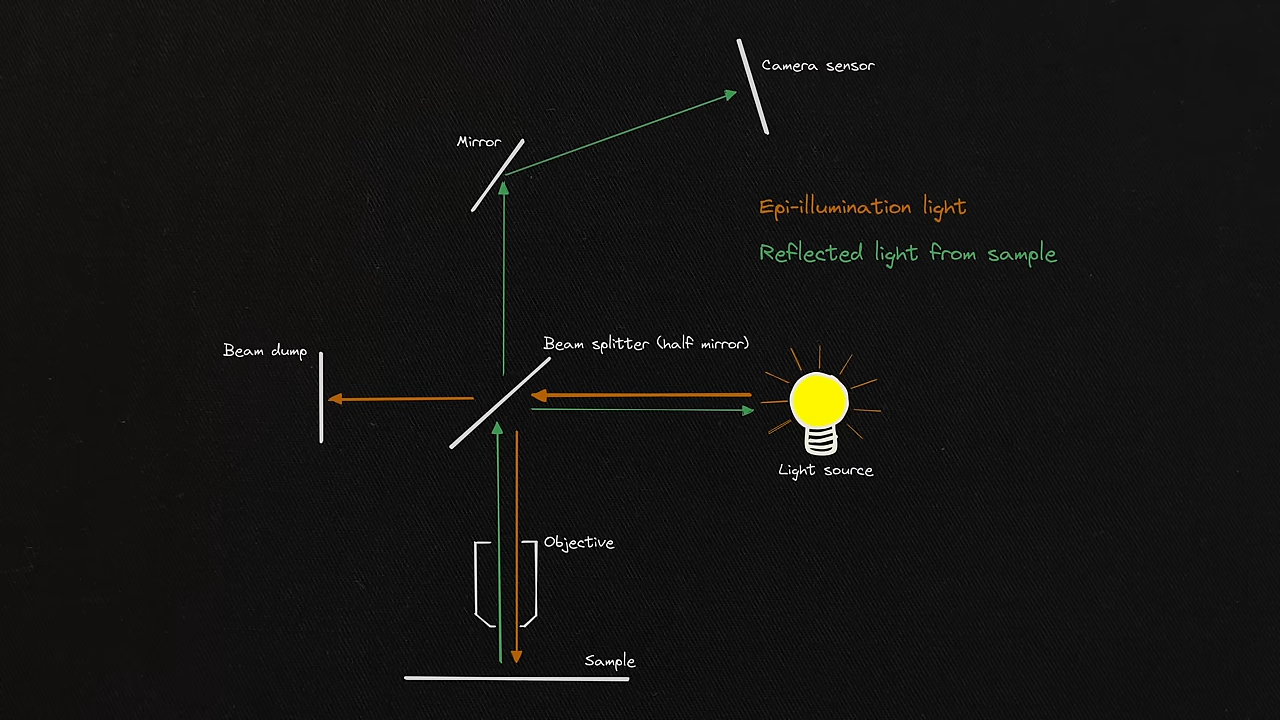 Camera sensor
Mirror
Epi-illumination light
Reflected light from sample
Beam splitter (half mirror)
Beam dump
Light source
Objective
Sample